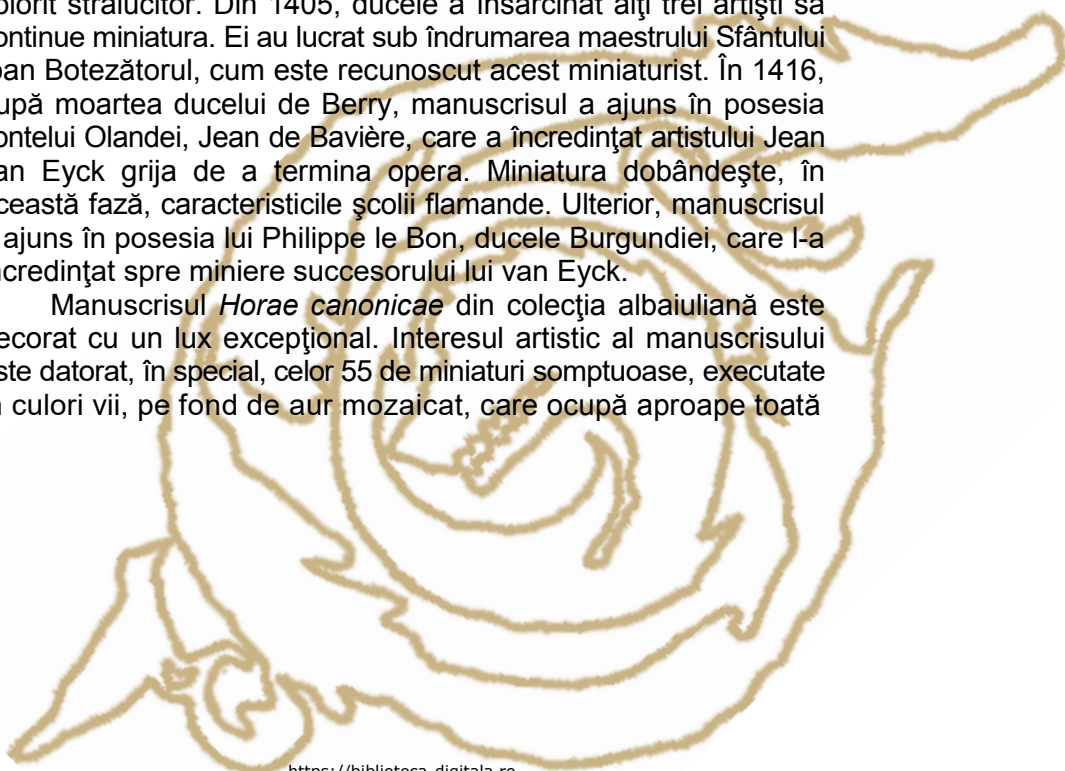 olorit strălucitor. Din 1405, ducele a însărcinat alţi trei artişti să
ontinue miniatura. Ei au lucrat sub îndrumarea maestrului Sfântului
oan Botezătorul, cum este recunoscut acest miniaturist. În 1416,
upă moartea ducelui de Berry, manuscrisul a ajuns în posesia
ontelui Olandei, Jean de Bavière, care a încredinţat artistului Jean
an Eyck grija de a termina opera. Miniatura dobândeşte, în
ceastă fază, caracteristicile şcolii flamande. Ulterior, manuscrisul
ajuns în posesia lui Philippe le Bon, ducele Burgundiei, care l-a
ncredinţat spre miniere succesorului lui van Eyck.
Manuscrisul Horae canonicae din colecţia albaiuliană este
ecorat cu un lux excepţional. Interesul artistic al manuscrisului
ste datorat, în special, celor 55 de miniaturi somptuoase, executate
n culori vii, pe fond de aur mozaicat, care ocupă aproape toată
https://biblioteca-digitala.ro